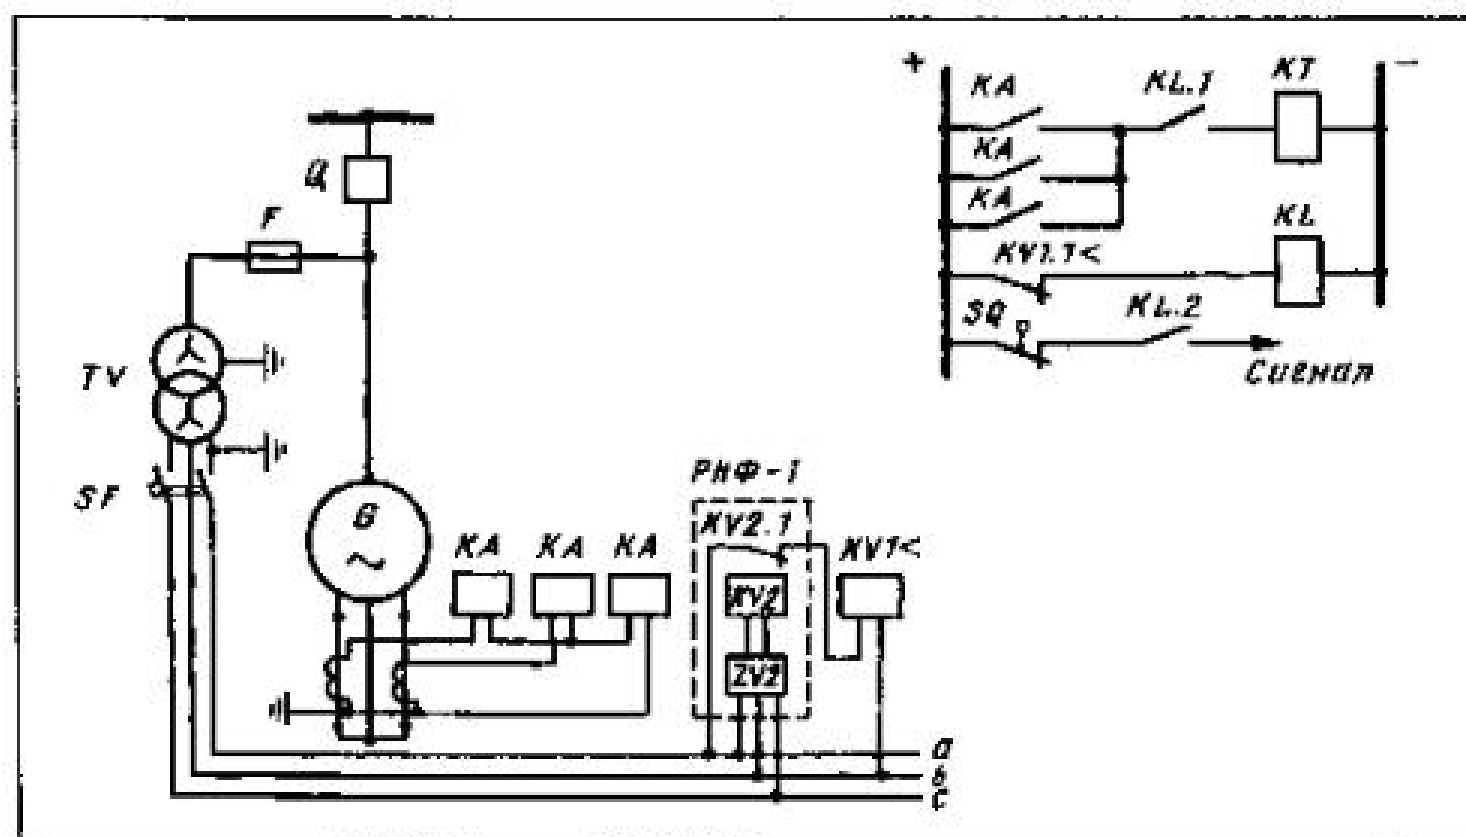 + −
KA KL.1 KT
KA
KA KL
KV1.1<
SQ KL.2
Сигнал
Q
F
TV
SF
G
~
KA KA KA
РНФ-1
KV2.1
KV1<
KV2
ZV2
a
b
c